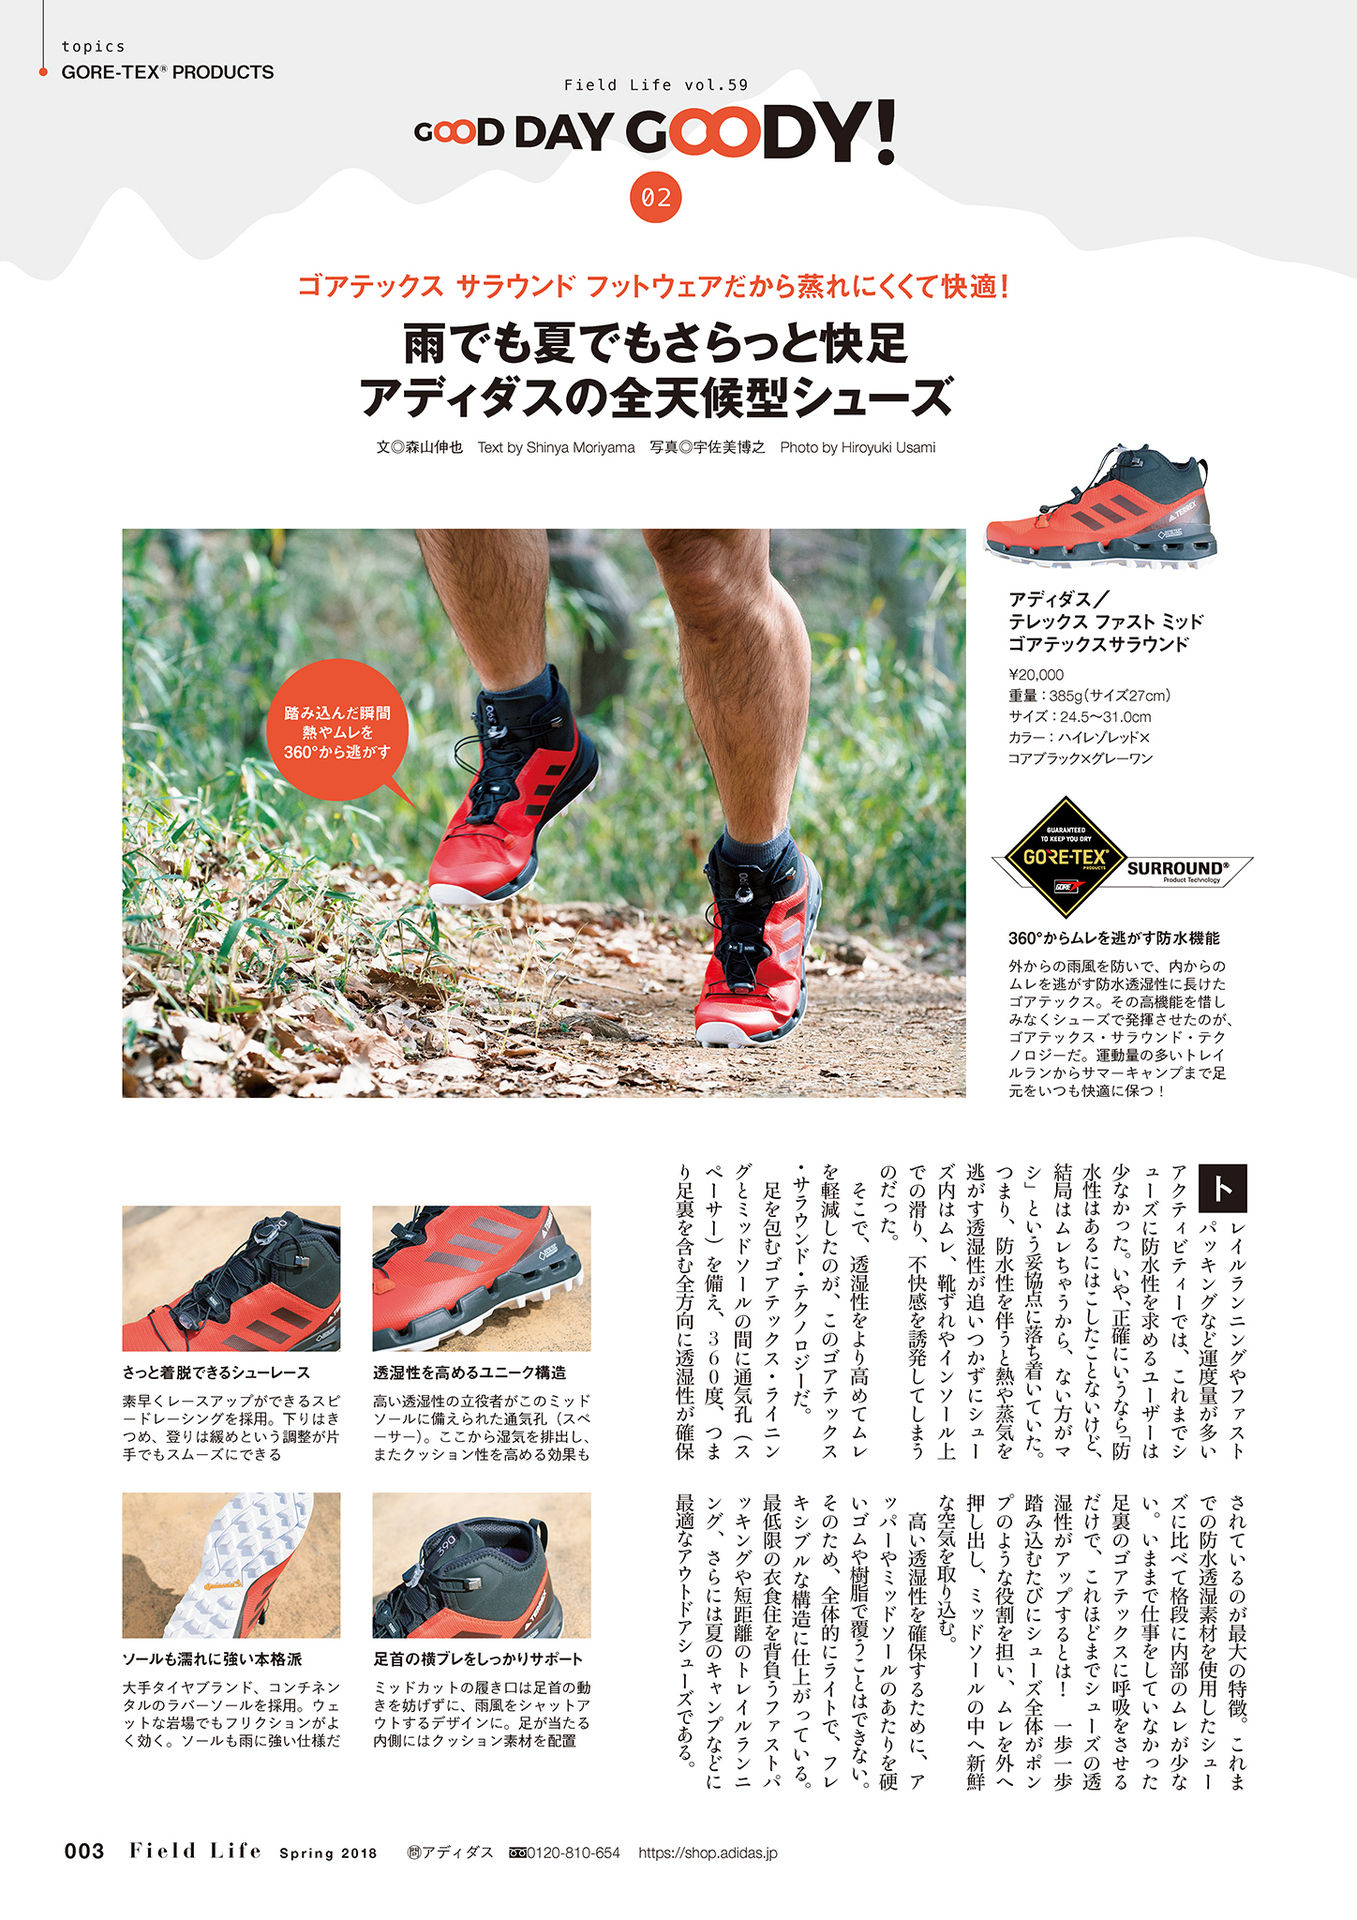 topics
GORE-TEX® PRODUCTS
Field Life vol.59
GOOD DAY GOODY!
02
ゴアテックス サラウンド フットウェアだから蒸れにくくて快適！
雨でも夏でもさらっと快足
アディダスの全天候型シューズ
文◎森山伸也 Text by Shinya Moriyama 写真◎宇佐美博之 Photo by Hiroyuki Usami
踏み込んだ瞬間
熱やムレを
360°から逃がす
アディダス／
テレックス ファスト ミッド
ゴアテックスサラウンド
¥20,000
重量：385g（サイズ27cm）
サイズ：24.5〜31.0cm
カラー：ハイレゾレッド×
コアブラック×グレーワン
GUARANTEED
TO KEEP YOU DRY
GORE-TEX®
PRODUCTS
GORE
SURROUND®
Product Technology
360°からムレを逃がす防水機能
外からの雨風を防いで、内からの
ムレを逃がす防水透湿性に長けた
ゴアテックス。その高機能を惜し
みなくシューズで発揮させたのが、
ゴアテックス・サラウンド・テク
ノロジーだ。運動量の多いトレイ
ルランからサマーキャンプまで足
元をいつも快適に保つ！
トレイルランニングやファスト
パッキングなど運度量が多い
アクティビティーでは、これまでシ
ューズに防水性を求めるユーザーは
少なかった。いや、正確にいうなら「防
水性はあるにはこしたことないけど、
結局はムレちゃうから、ない方がマ
シ」という妥協点に落ち着いていた。
つまり、防水性を伴うと熱や蒸気を
逃がす透湿性が追いつかずにシュー
ズ内はムレ、靴ずれやインソール上
での滑り、不快感を誘発してしまう
のだった。
そこで、透湿性をより高めてムレ
を軽減したのが、このゴアテックス
・サラウンド・テクノロジーだ。
足を包むゴアテックス・ライニン
グとミッドソールの間に通気孔（ス
ペーサー）を備え、３６０度、つま
り足裏を含む全方向に透湿性が確保
されているのが最大の特徴。これま
での防水透湿素材を使用したシュー
ズに比べて格段に内部のムレが少な
い。いままで仕事をしていなかった
足裏のゴアテックスに呼吸をさせる
だけで、これほどまでシューズの透
湿性がアップするとは！ 一歩一歩
踏み込むたびにシューズ全体がポン
プのような役割を担い、ムレを外へ
押し出し、ミッドソールの中へ新鮮
な空気を取り込む。
高い透湿性を確保するために、ア
ッパーやミッドソールのあたりを硬
いゴムや樹脂で覆うことはできない。
そのため、全体的にライトで、フレ
キシブルな構造に仕上がっている。
最低限の衣食住を背負うファストパ
ッキングや短距離のトレイルランニ
ング、さらには夏のキャンプなどに
最適なアウトドアシューズである。
さっと着脱できるシューレース
素早くレースアップができるスピ
ードレーシングを採用。下りはき
つめ、登りは緩めという調整が片
手でもスムーズにできる
透湿性を高めるユニーク構造
高い透湿性の立役者がこのミッド
ソールに備えられた通気孔（スペ
ーサー）。ここから湿気を排出し、
またクッション性を高める効果も
ソールも濡れに強い本格派
大手タイヤブランド、コンチネン
タルのラバーソールを採用。ウェ
ットな岩場でもフリクションがよ
く効く。ソールも雨に強い仕様だ
足首の横ブレをしっかりサポート
ミッドカットの履き口は足首の動
きを妨げずに、雨風をシャットア
ウトするデザインに。足が当たる
内側にはクッション素材を配置
003 Field Life Spring 2018 ㉄アディダス 0120-810-654 https://shop.adidas.jp